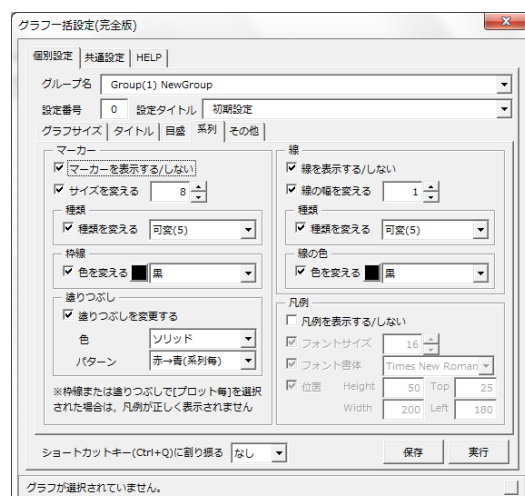 グラフ一括設定(完全版)
個別設定 共通設定 HELP
グループ名 Group(1) NewGroup
設定番号 0 設定タイトル 初期設定
グラフサイズ タイトル 目盛 系列 その他
マーカー
マーカーを表示する/しない
サイズを変える 8
種類
種類を変える 可変(5)
枠線
色を変える 黒
塗りつぶし
塗りつぶしを変更する
色 ソリッド
パターン 赤→青(系列毎)
※枠線または塗りつぶしで[プロット毎]を選択
された場合は、凡例が正しく表示されません
線
線を表示する/しない
線の幅を変える 1
種類
種類を変える 可変(5)
線の色
色を変える 黒
凡例
凡例を表示する/しない
フォントサイズ 16
フォント書体 Times New Roman
位置 Height 50 Top 25
Width 200 Left 180
ショートカットキー(Ctrl+Q)に割り振る なし 保存 実行
グラフが選択されていません。